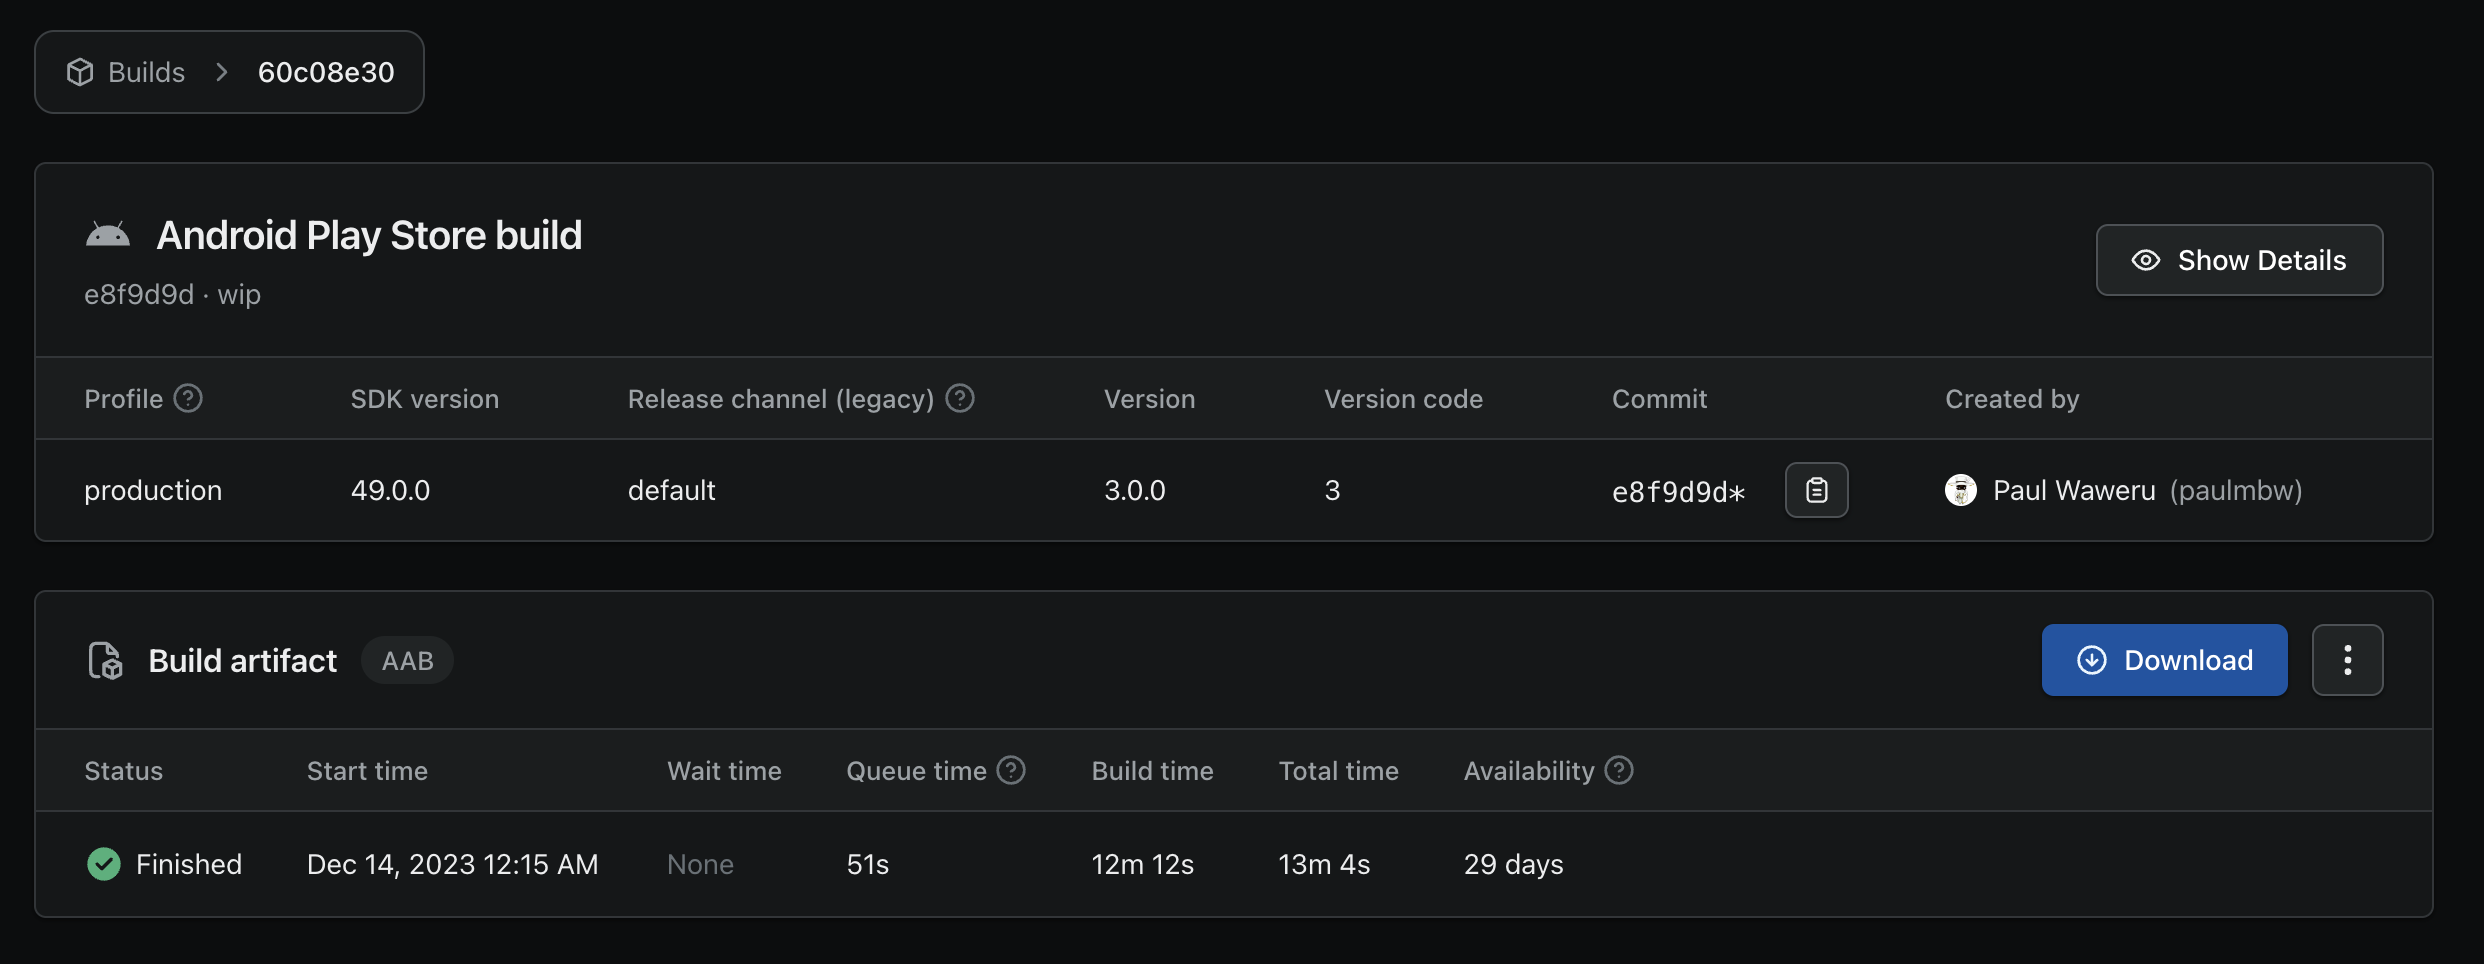 Builds > 60c08e30
Android Play Store build
e8f9d9d · wip
Show Details
Profile SDK version Release channel (legacy) Version Version code Commit Created by
production 49.0.0 default 3.0.0 3 e8f9d9d* Paul Waweru (paulmbw)
Build artifact AAB
Download
Status Start time Wait time Queue time Build time Total time Availability
Finished Dec 14, 2023 12:15 AM None 51s 12m 12s 13m 4s 29 days